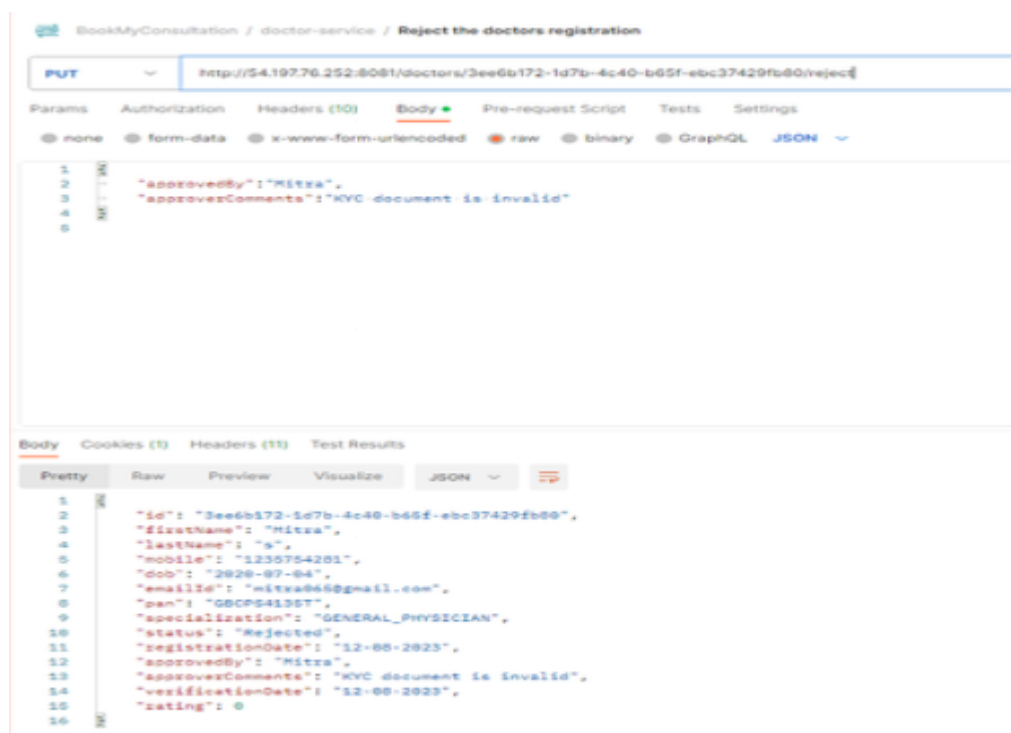 BookMyConsultation / doctor-service / Reject the doctors registration
PUT http://54.197.76.252:8081/doctors/3ee6b172-1d7b-4c40-b65f-ebc37429fb80/reject
Params Authorization Headers (10) Body Pre-request Script Tests Settings
none form-data x-www-form-urlencoded raw binary GraphQL JSON
1
2 "approvedBy":"Mitra",
3 "approverComments":"KYC document is invalid"
4
5
Body Cookies (1) Headers (11) Test Results
Pretty Raw Preview Visualize JSON
1
2 "id": "3ee6b172-1d7b-4c40-b65f-ebc37429fb80",
3 "firstName": "Mitra",
4 "lastName": "s",
5 "mobile":
6 "dob": "2020-07-04",
7 "emailId":
8 "pan":
9 "specialization": "GENERAL_PHYSICIAN",
10 "status": "Rejected",
11 "registrationDate": "12-08-2023",
12 "approvedBy": "Mitra",
13 "approverComments": "KYC document is invalid",
14 "verificationDate": "12-08-2023",
15 "rating": 0
16